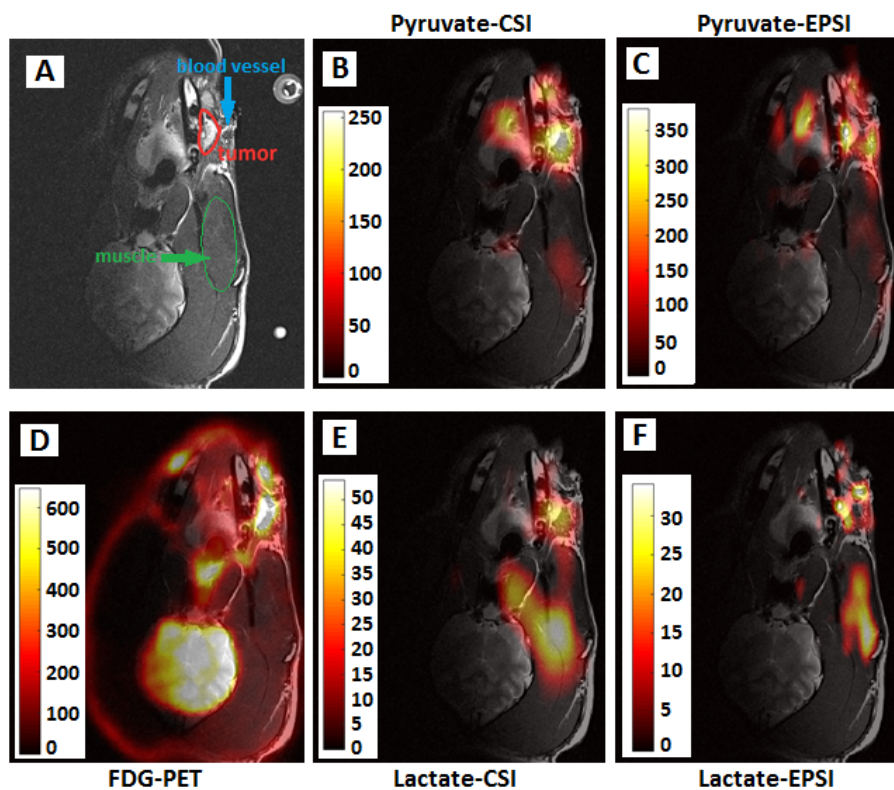 Pyruvate-CSI
Pyruvate-EPSI
A
blood vessel
tumor
muscle
B
250
200
150
100
50
0
C
350
300
250
200
150
100
50
0
D
600
500
400
300
200
100
0
E
50
45
40
35
30
25
20
15
10
5
0
F
30
25
20
15
10
5
0
FDG-PET
Lactate-CSI
Lactate-EPSI